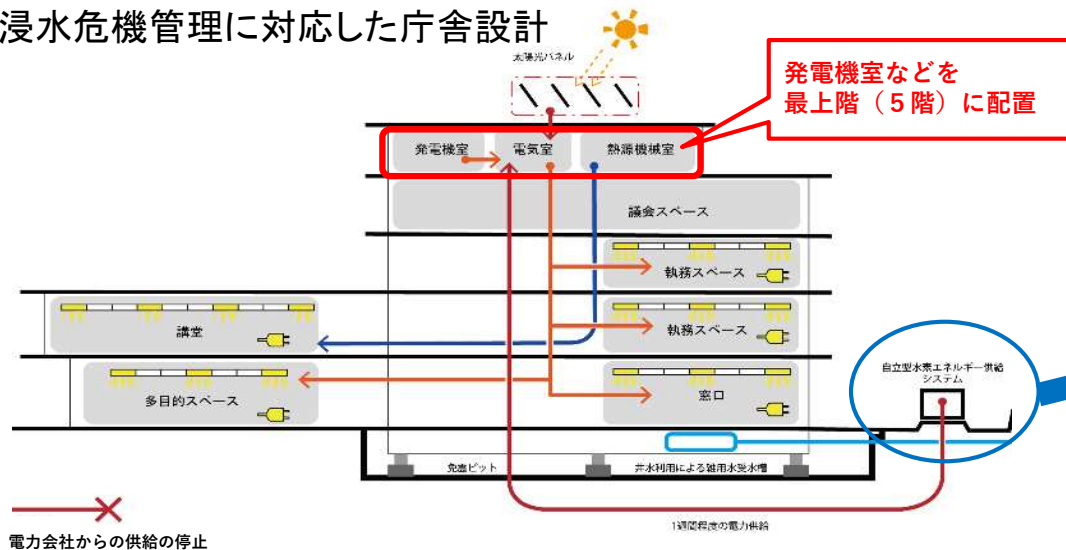 浸水危機管理に対応した庁舎設計
太陽光パネル
発電機室などを
最上階（５階）に配置
発電機室
電気室
熱源機械室
議会スペース
執務スペース
講堂
執務スペース
自立型水素エネルギー供給
システム
多目的スペース
窓口
免震ピット
井水利用による雑用水受水槽
1週間程度の電力供給
電力会社からの供給の停止